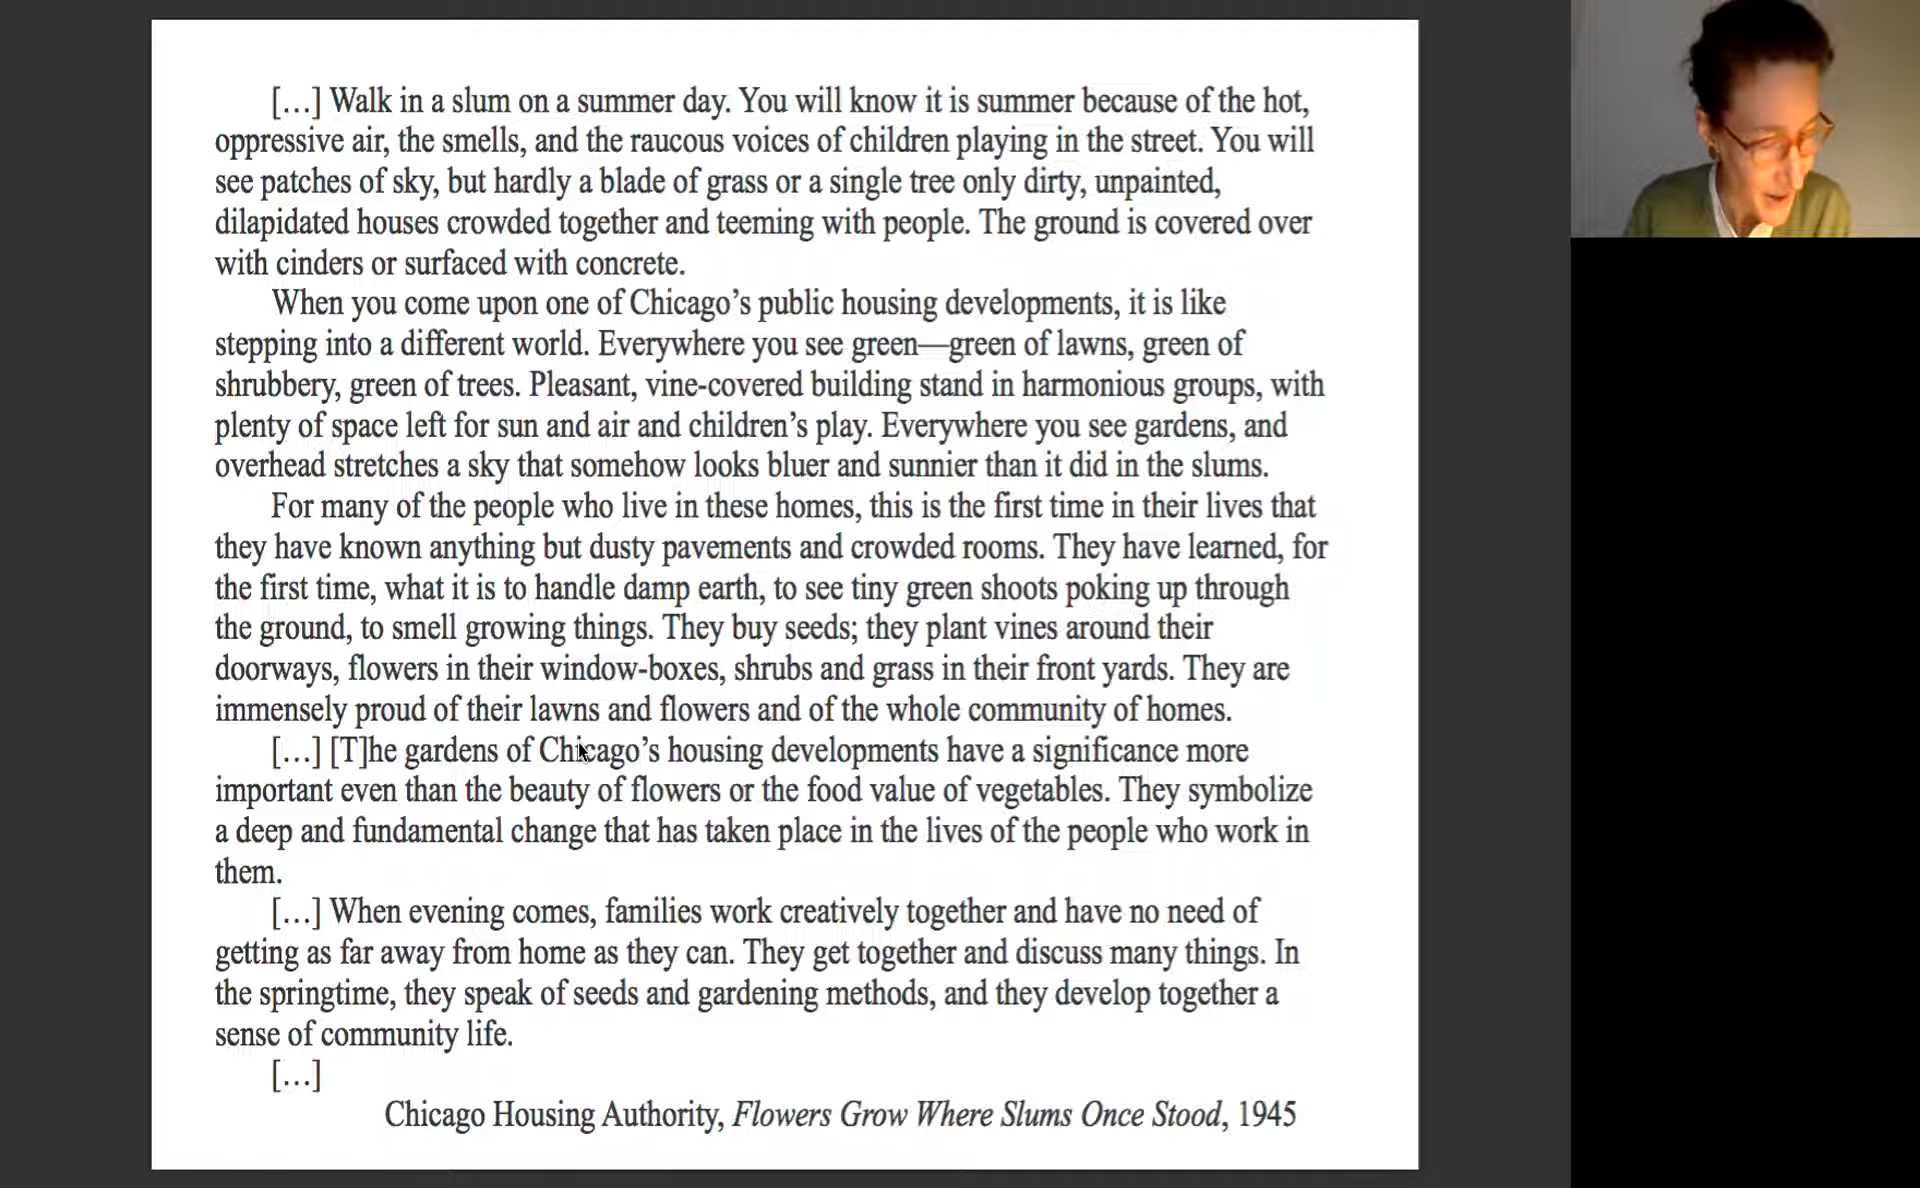 […] Walk in a slum on a summer day. You will know it is summer because of the hot,
oppressive air, the smells, and the raucous voices of children playing in the street. You will
see patches of sky, but hardly a blade of grass or a single tree only dirty, unpainted,
dilapidated houses crowded together and teeming with people. The ground is covered over
with cinders or surfaced with concrete.
When you come upon one of Chicago’s public housing developments, it is like
stepping into a different world. Everywhere you see green—green of lawns, green of
shrubbery, green of trees. Pleasant, vine-covered building stand in harmonious groups, with
plenty of space left for sun and air and children’s play. Everywhere you see gardens, and
overhead stretches a sky that somehow looks bluer and sunnier than it did in the slums.
For many of the people who live in these homes, this is the first time in their lives that
they have known anything but dusty pavements and crowded rooms. They have learned, for
the first time, what it is to handle damp earth, to see tiny green shoots poking up through
the ground, to smell growing things. They buy seeds; they plant vines around their
doorways, flowers in their window-boxes, shrubs and grass in their front yards. They are
immensely proud of their lawns and flowers and of the whole community of homes.
[…] [T]he gardens of Chicago’s housing developments have a significance more
important even than the beauty of flowers or the food value of vegetables. They symbolize
a deep and fundamental change that has taken place in the lives of the people who work in
them.
[…] When evening comes, families work creatively together and have no need of
getting as far away from home as they can. They get together and discuss many things. In
the springtime, they speak of seeds and gardening methods, and they develop together a
sense of community life.
[…]
Chicago Housing Authority, Flowers Grow Where Slums Once Stood, 1945